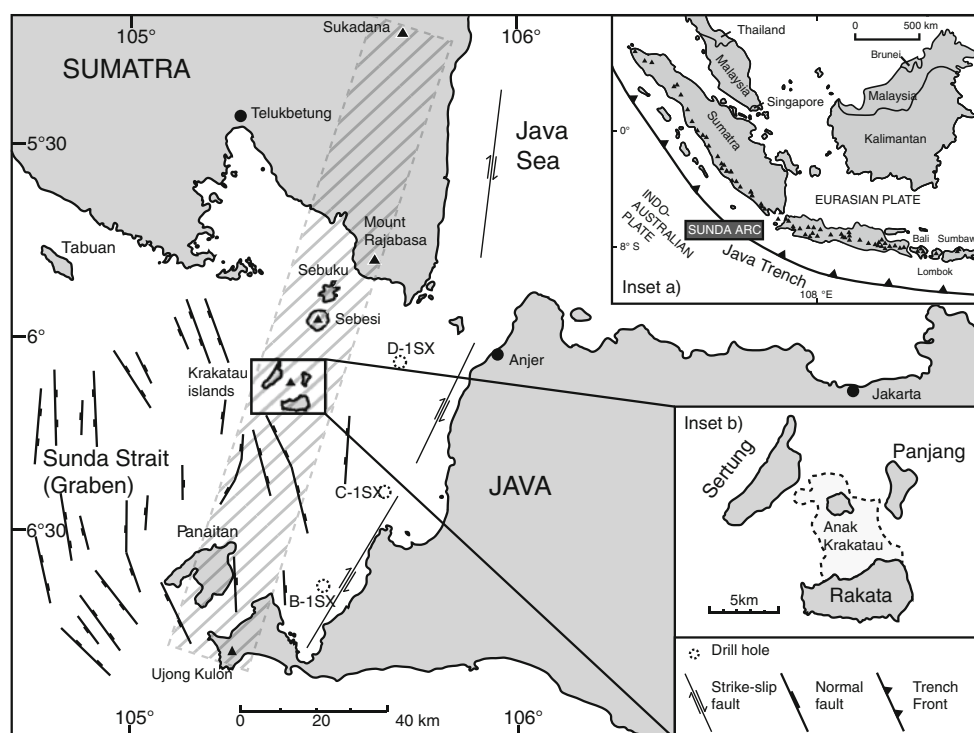 105°
106°
Sukadana
SUMATRA
Telukbetung
5°30
Java
Sea
Mount
Rajabasa
Tabuan
Sebuku
Sebesi
6°
D-1SX
Anjer
Krakatau
islands
Jakarta
Sunda Strait
(Graben)
C-1SX
JAVA
6°30
Panaitan
B-1SX
Ujong Kulon
105°
0
20
40 km
106°
0
500 km
Thailand
Brunei
Malaysia
Singapore
Malaysia
Sumatra
0°
Kalimantan
INDO-
AUSTRALIAN
PLATE
EURASIAN PLATE
SUNDA ARC
8° S
Java Trench
Bali
Sumbaw
Lombok
Inset a)
108 °E
Inset b)
Sertung
Panjang
Anak
Krakatau
5km
Rakata
Drill hole
Strike-slip
fault
Normal
fault
Trench
Front